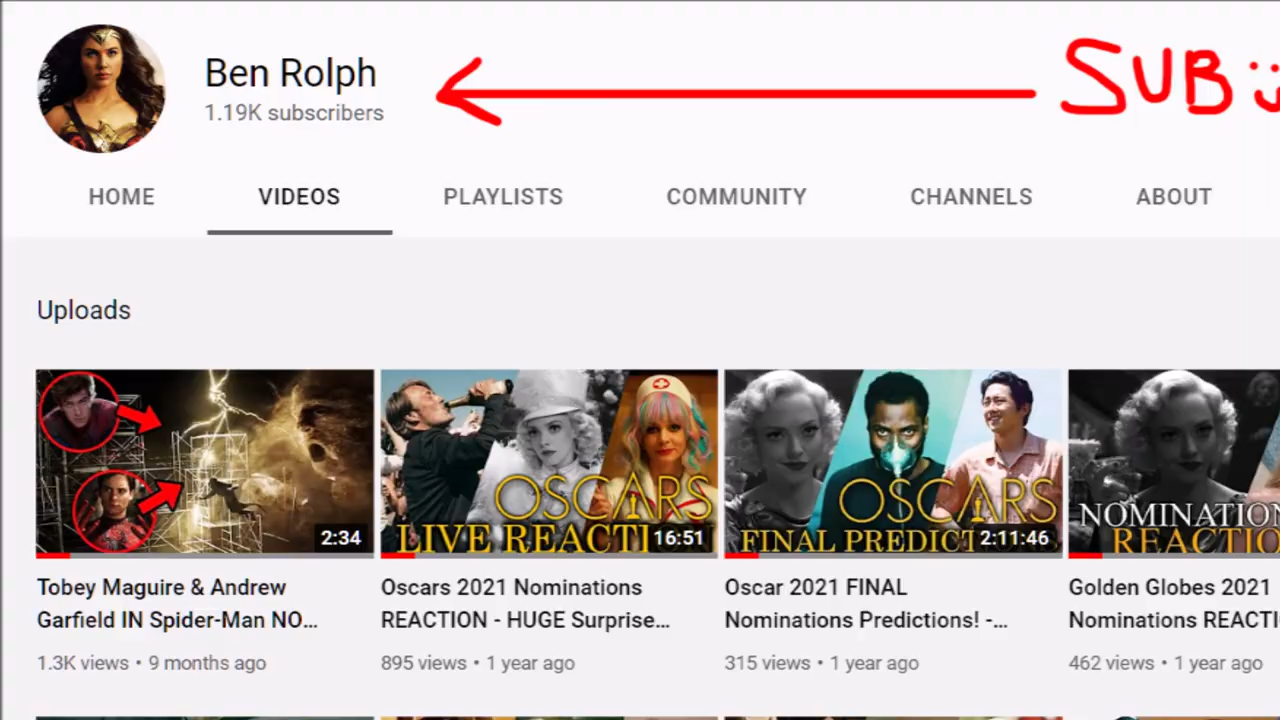 Ben Rolph
1.19K subscribers
SUB :)
HOME VIDEOS PLAYLISTS COMMUNITY CHANNELS ABOUT
Uploads
2:34
OSCARS
LIVE REACTI 16:51
OSCARS
FINAL PREDICT 2:11:46
NOMINATION
REACTIO
Tobey Maguire & Andrew
Garfield IN Spider-Man NO...
1.3K views • 9 months ago
Oscars 2021 Nominations
REACTION - HUGE Surprise...
895 views • 1 year ago
Oscar 2021 FINAL
Nominations Predictions! -...
315 views • 1 year ago
Golden Globes 2021
Nominations REACTI
462 views • 1 year ago